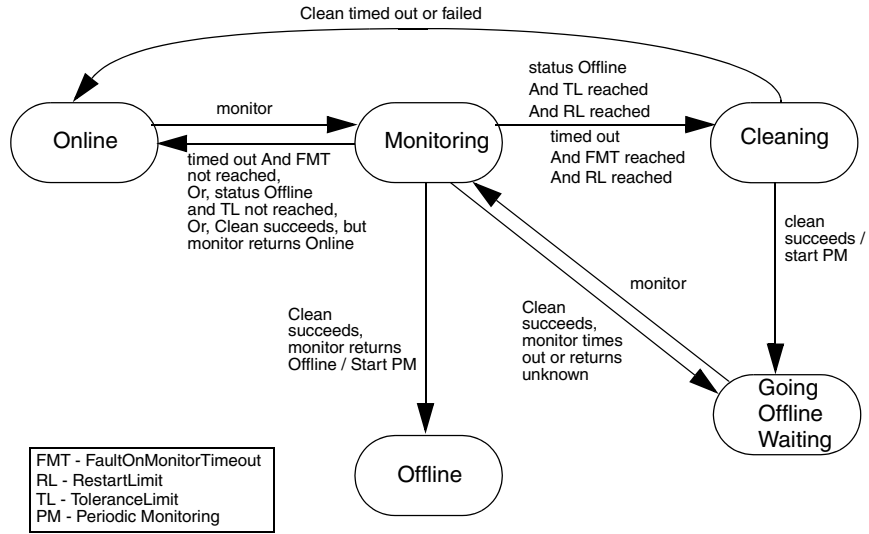 Clean timed out or failed
status Offline
And TL reached
And RL reached
monitor
Online
Monitoring
Cleaning
timed out
And FMT reached
And RL reached
timed out And FMT
not reached,
Or, status Offline
and TL not reached,
Or, Clean succeeds, but
monitor returns Online
clean
succeeds /
start PM
monitor
Clean
succeeds,
monitor returns
Offline / Start PM
Clean
succeeds,
monitor times
out or returns
unknown
Going
Offline
Waiting
Offline
FMT - FaultOnMonitorTimeout
RL - RestartLimit
TL - ToleranceLimit
PM - Periodic Monitoring